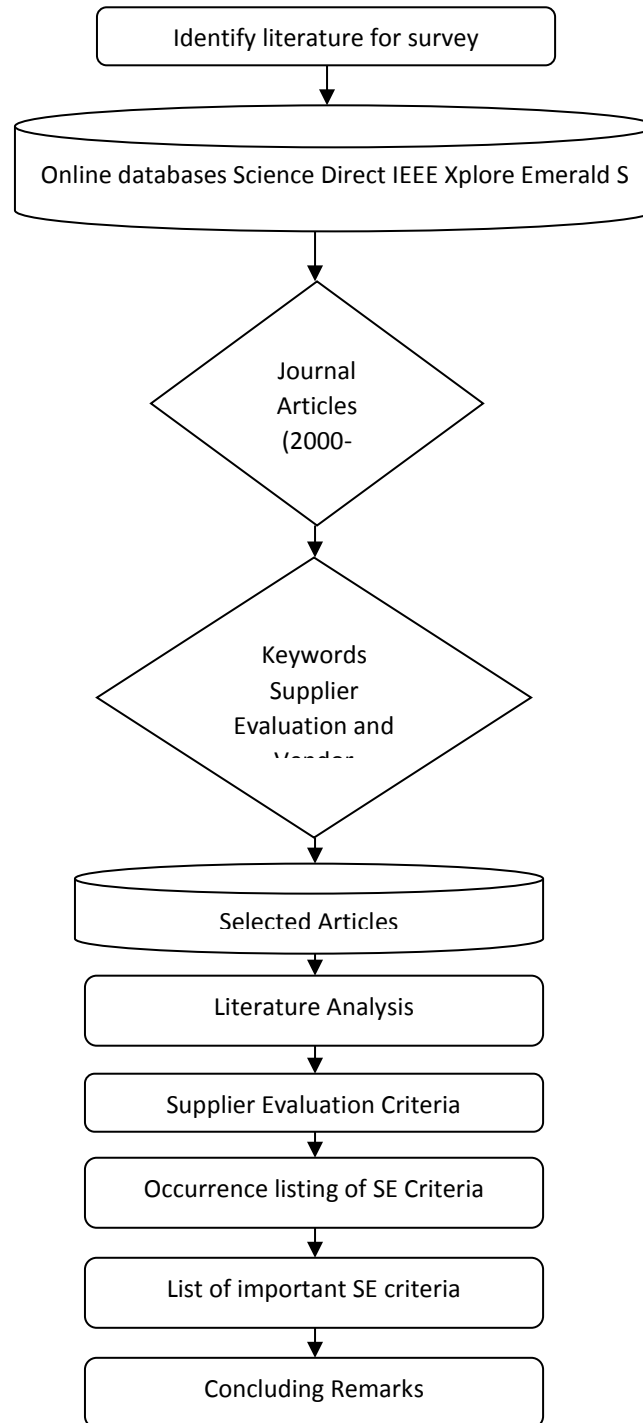 Identify literature for survey
Online databases Science Direct IEEE Xplore Emerald S
Journal
Articles
(2000-
Keywords
Supplier
Evaluation and
Vendor
Selected Articles
Literature Analysis
Supplier Evaluation Criteria
Occurrence listing of SE Criteria
List of important SE criteria
Concluding Remarks